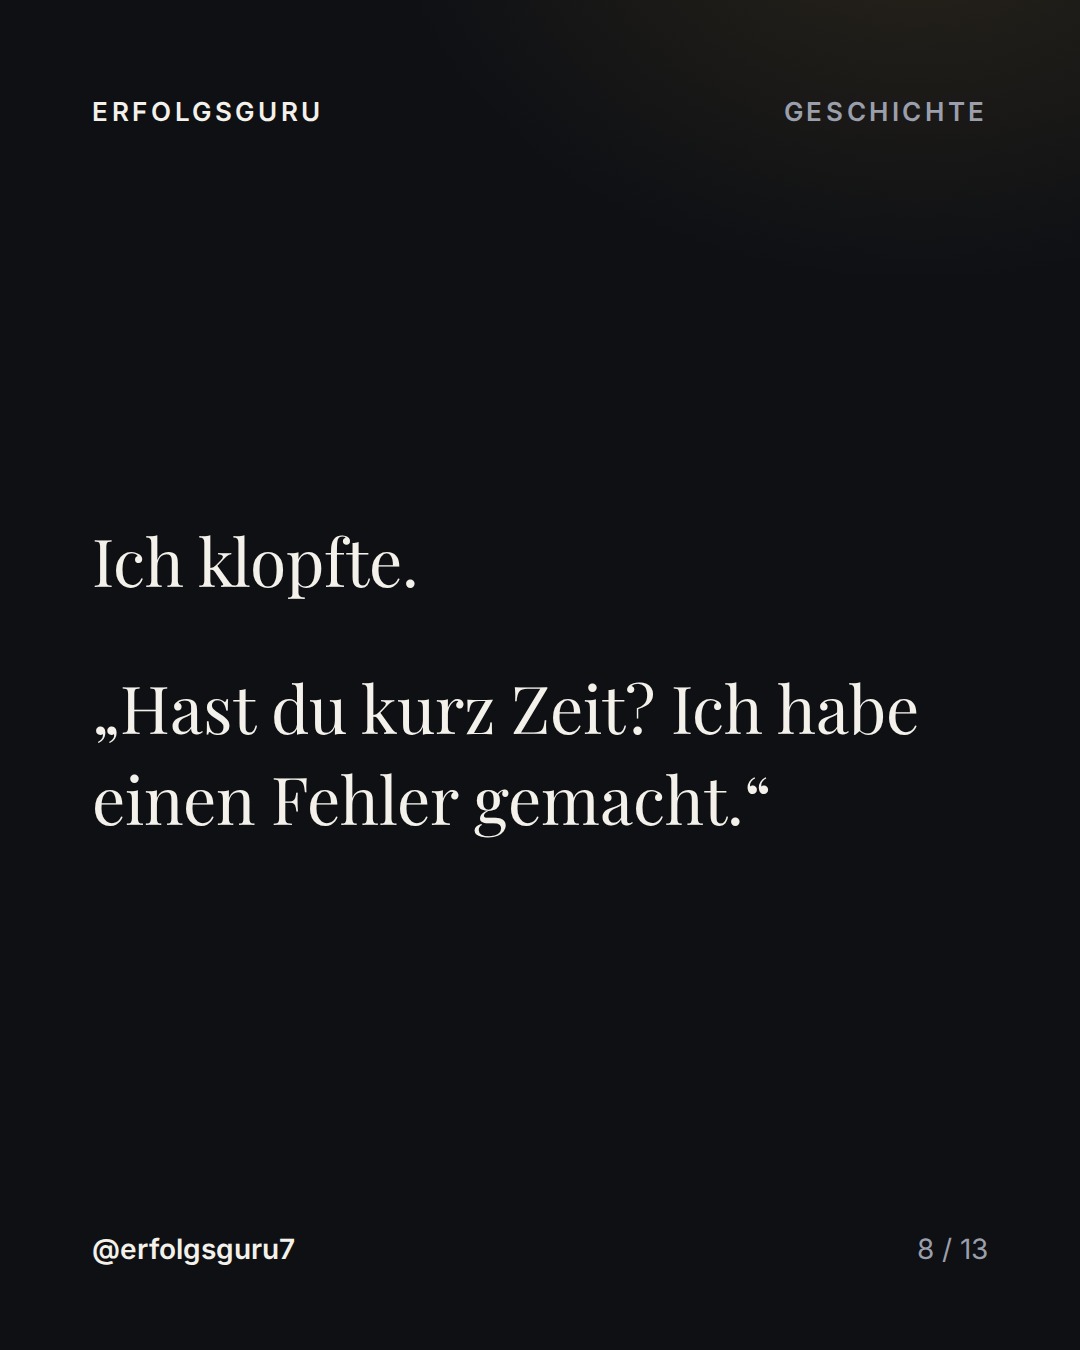 ERFOLGSGURU
GESCHICHTE
Ich klopfte.
„Hast du kurz Zeit? Ich habe
einen Fehler gemacht.“
@erfolgsguru7
8 / 13